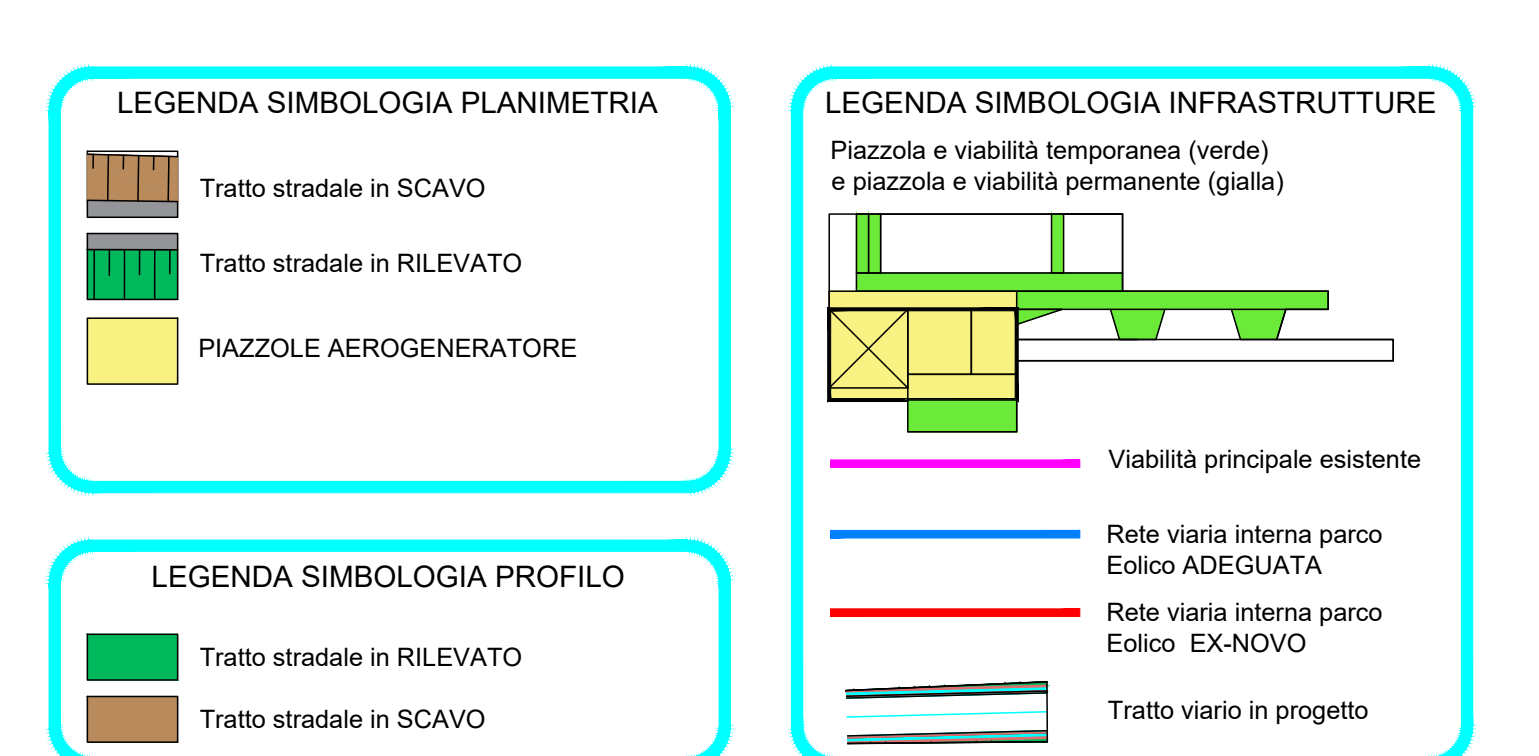 LEGENDA SIMBOLOGIA PLANIMETRIA
Tratto stradale in SCAVO
Tratto stradale in RILEVATO
PIAZZOLE AEROGENERATORE
LEGENDA SIMBOLOGIA PROFILO
Tratto stradale in RILEVATO
Tratto stradale in SCAVO
LEGENDA SIMBOLOGIA INFRASTRUTTURE
Piazzola e viabilità temporanea (verde)
e piazzola e viabilità permanente (gialla)
Viabilità principale esistente
Rete viaria interna parco
Eolico ADEGUATA
Rete viaria interna parco
Eolico  EX-NOVO
Tratto viario in progetto